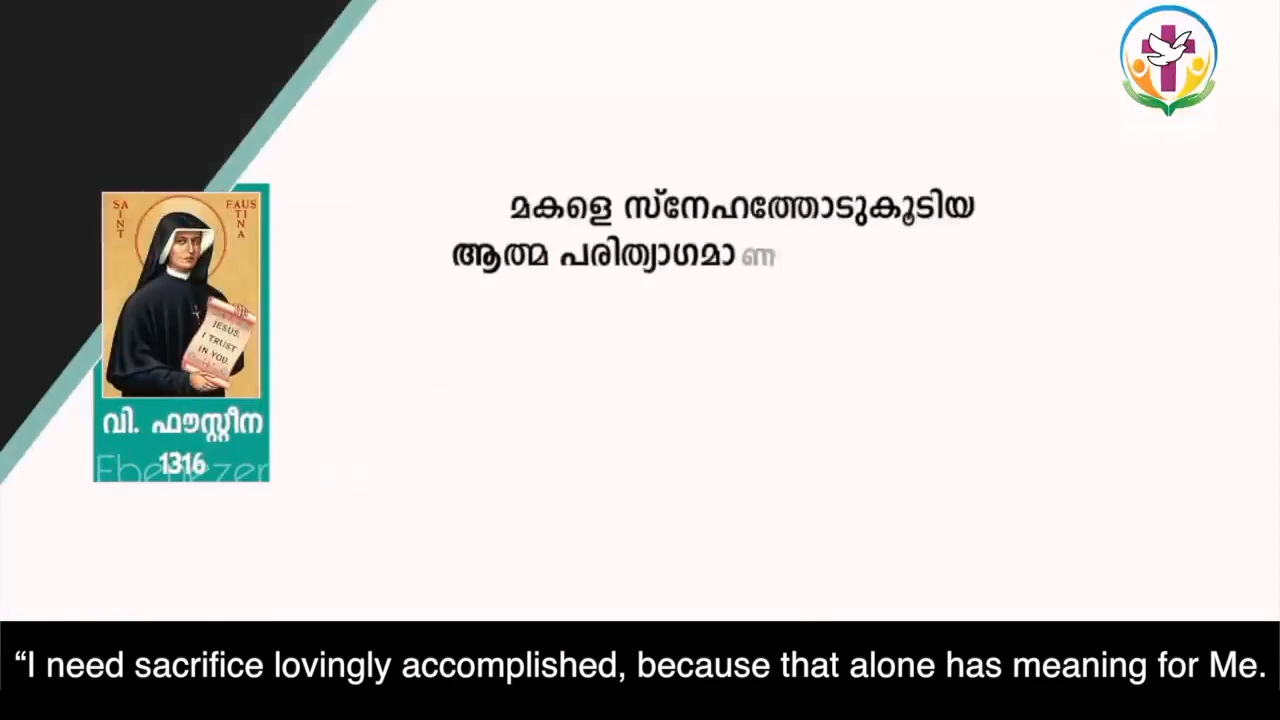 മകളെ സ്നേഹത്തോടുകൂടിയ
ആത്മ പരിത്യാഗമാണ
SAINT FAUSTINA
JESUS,
I TRUST
IN YOU.
വി. ഫൗസ്റ്റീന
1316
Ebenezer
“I need sacrifice lovingly accomplished, because that alone has meaning for Me.